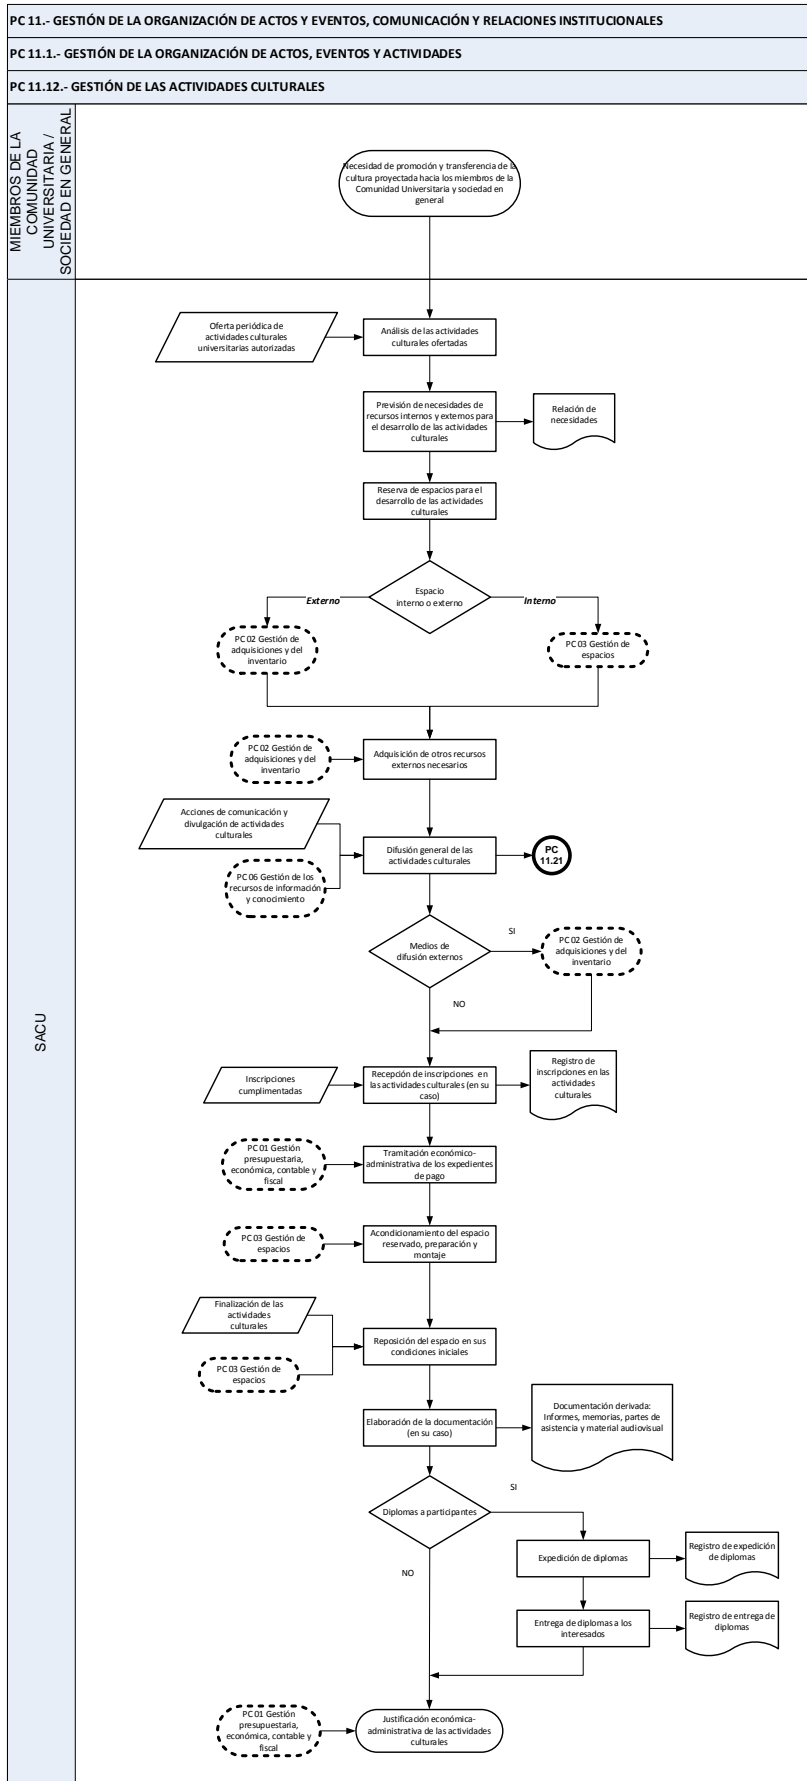 PC 11.- GESTIÓN DE LA ORGANIZACIÓN DE ACTOS Y EVENTOS, COMUNICACIÓN Y RELACIONES INSTITUCIONALES
PC 11.1.- GESTIÓN DE LA ORGANIZACIÓN DE ACTOS, EVENTOS Y ACTIVIDADES
PC 11.12.- GESTIÓN DE LAS ACTIVIDADES CULTURALES
MIEMBROS DE LA
COMUNIDAD
UNIVERSITARIA /
SOCIEDAD EN GENERAL
Necesidad de promoción y transferencia de la
cultura proyectada hacia los miembros de la
Comunidad Universitaria y sociedad en
general
SACU
Oferta periódica de
actividades culturales
universitarias autorizadas
Análisis de las actividades
culturales ofertadas
Previsión de necesidades de
recursos internos y externos para
el desarrollo de las actividades
culturales
Relación de
necesidades
Reserva de espacios para el
desarrollo de las actividades
culturales
Espacio
interno o externo
Externo
Interno
PC 02 Gestión de
adquisiciones y del
inventario
PC 03 Gestión de
espacios
PC 02 Gestión de
adquisiciones y del
inventario
Adquisición de otros recursos
externos necesarios
Acciones de comunicación y
divulgación de actividades
culturales
PC 06 Gestión de los
recursos de información
y conocimiento
Difusión general de las
actividades culturales
PC
11.21
Medios de
difusión externos
SI
PC 02 Gestión de
adquisiciones y del
inventario
NO
Inscripciones
cumplimentadas
Recepción de inscripciones en
las actividades culturales (en su
caso)
Registro de
inscripciones en las
actividades
culturales
PC 01 Gestión
presupuestaria,
económica, contable y
fiscal
Tramitación económico-
administrativa de los expedientes
de pago
PC 03 Gestión de
espacios
Acondicionamiento del espacio
reservado, preparación y
montaje
Finalización de las
actividades
culturales
PC 03 Gestión de
espacios
Reposición del espacio en sus
condiciones iniciales
Elaboración de la documentación
(en su caso)
Documentación derivada:
Informes, memorias, partes de
asistencia y material audiovisual
Diplomas a participantes
SI
NO
Expedición de diplomas
Registro de expedición
de diplomas
Entrega de diplomas a los
interesados
Registro de entrega de
diplomas
PC 01 Gestión
presupuestaria,
económica, contable y
fiscal
Justificación económica-
administrativa de las actividades
culturales